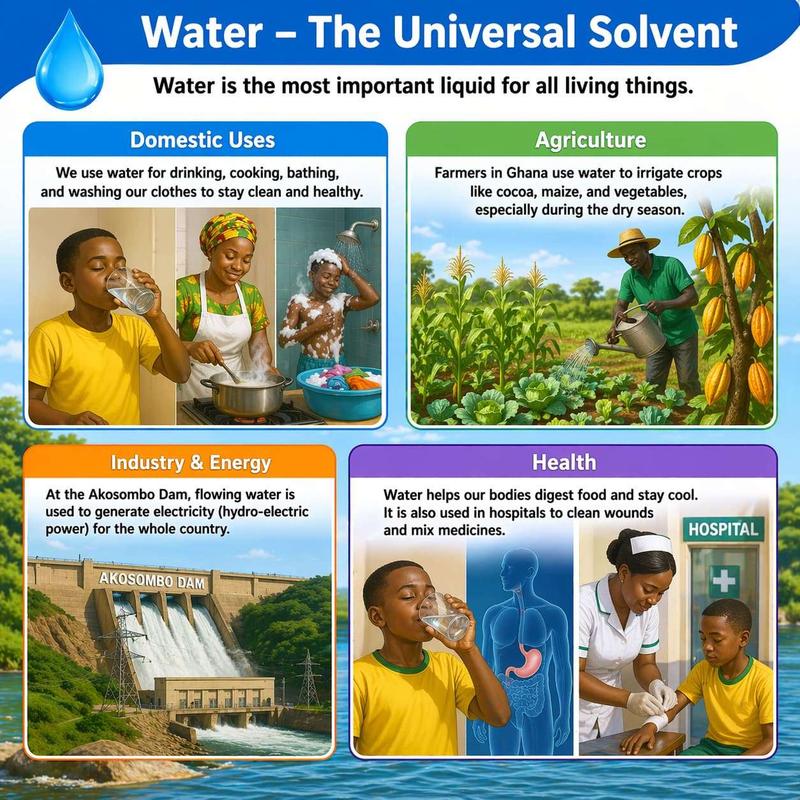 Water – The Universal Solvent
Water is the most important liquid for all living things.
Domestic Uses
We use water for drinking, cooking, bathing,
and washing our clothes to stay clean and healthy.
Agriculture
Farmers in Ghana use water to irrigate crops
like cocoa, maize, and vegetables,
especially during the dry season.
Industry & Energy
At the Akosombo Dam, flowing water is
used to generate electricity (hydro-electric
power) for the whole country.
AKOSOMBO DAM
Health
Water helps our bodies digest food and stay cool.
It is also used in hospitals to clean wounds
and mix medicines.
HOSPITAL